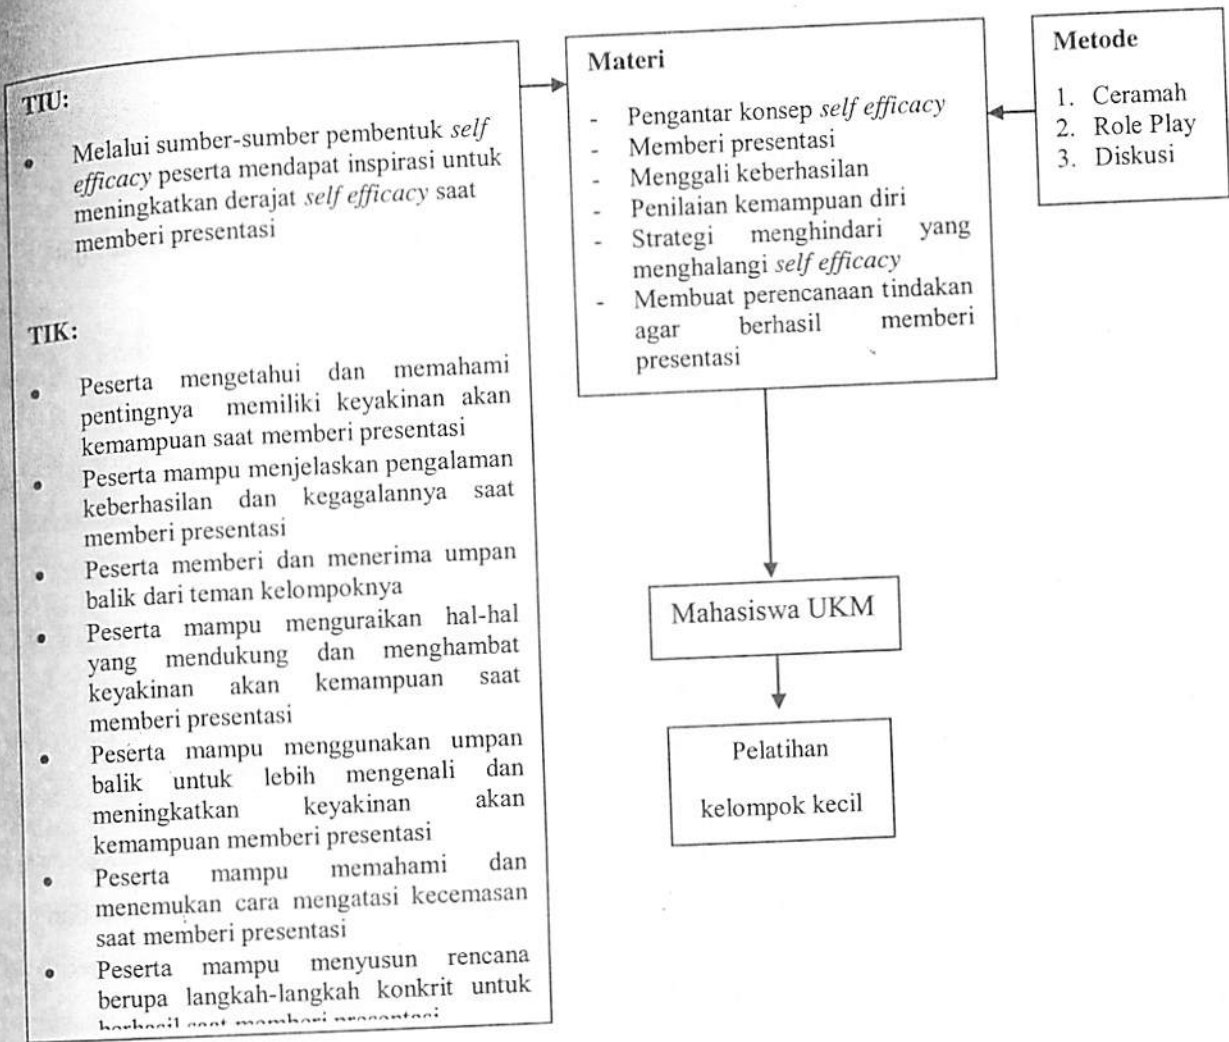 TIU:
• Melalui sumber-sumber pembentuk self
efficacy peserta mendapat inspirasi untuk
meningkatkan derajat self efficacy saat
memberi presentasi
TIK:
• Peserta mengetahui dan memahami
pentingnya memiliki keyakinan akan
kemampuan saat memberi presentasi
• Peserta mampu menjelaskan pengalaman
keberhasilan dan kegagalannya saat
memberi presentasi
• Peserta memberi dan menerima umpan
balik dari teman kelompoknya
• Peserta mampu menguraikan hal-hal
yang mendukung dan menghambat
keyakinan akan kemampuan saat
memberi presentasi
• Peserta mampu menggunakan umpan
balik untuk lebih mengenali dan
meningkatkan keyakinan akan
kemampuan memberi presentasi
• Peserta mampu memahami dan
menemukan cara mengatasi kecemasan
saat memberi presentasi
• Peserta mampu menyusun rencana
berupa langkah-langkah konkrit untuk
berhasil saat memberi presentasi
Materi
- Pengantar konsep self efficacy
- Memberi presentasi
- Menggali keberhasilan
- Penilaian kemampuan diri
- Strategi menghindari yang
menghalangi self efficacy
- Membuat perencanaan tindakan
agar berhasil memberi
presentasi
Metode
1. Ceramah
2. Role Play
3. Diskusi
Mahasiswa UKM
Pelatihan
kelompok kecil